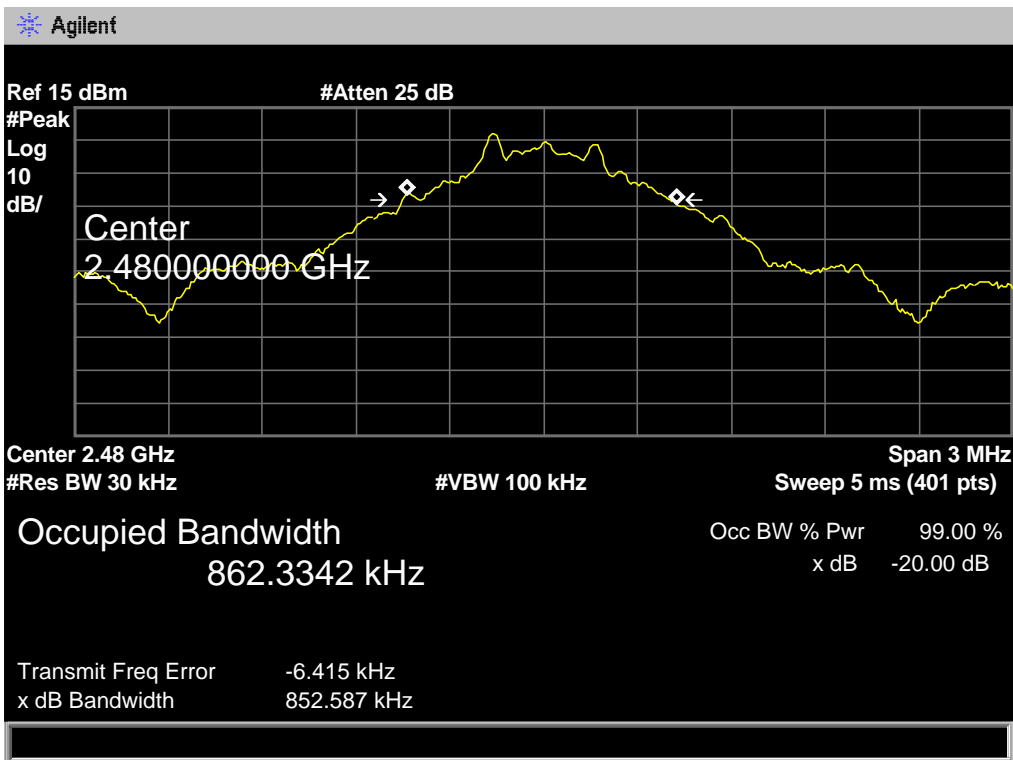 Agilent
Ref 15 dBm #Atten 25 dB
#Peak
Log
10
dB/
Center
2.480000000 GHz
Center 2.48 GHz Span 3 MHz
#Res BW 30 kHz #VBW 100 kHz Sweep 5 ms (401 pts)
Occupied Bandwidth Occ BW % Pwr 99.00 %
862.3342 kHz x dB -20.00 dB
Transmit Freq Error -6.415 kHz
x dB Bandwidth 852.587 kHz